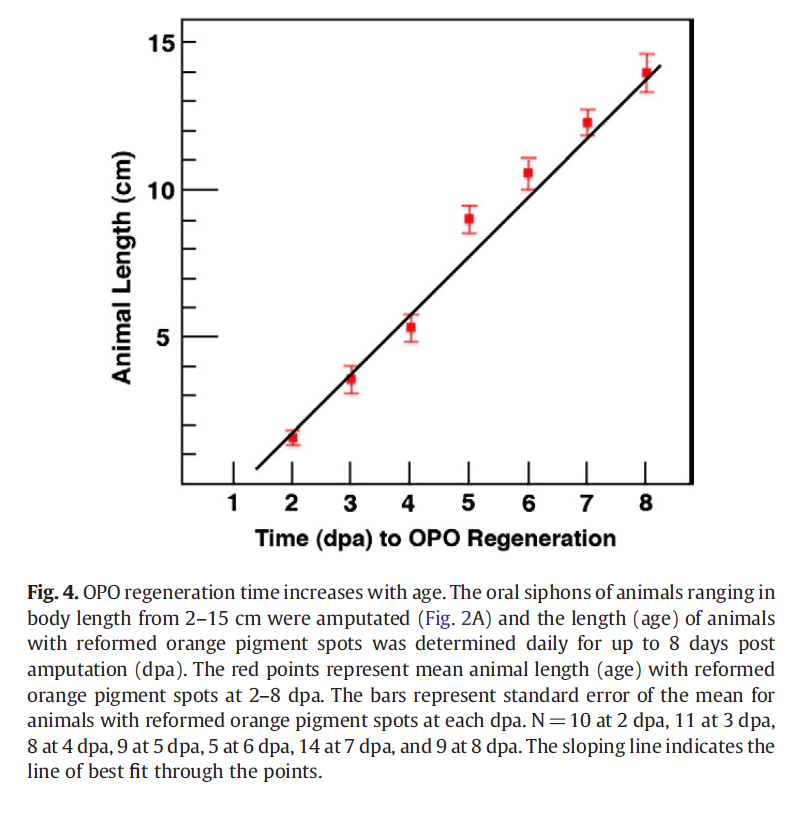 15
10
5
Animal Length (cm)
1 2 3 4 5 6 7 8
Time (dpa) to OPO Regeneration
Fig. 4. OPO regeneration time increases with age. The oral siphons of animals ranging in
body length from 2–15 cm were amputated (Fig. 2A) and the length (age) of animals
with reformed orange pigment spots was determined daily for up to 8 days post
amputation (dpa). The red points represent mean animal length (age) with reformed
orange pigment spots at 2–8 dpa. The bars represent standard error of the mean for
animals with reformed orange pigment spots at each dpa. N = 10 at 2 dpa, 11 at 3 dpa,
8 at 4 dpa, 9 at 5 dpa, 5 at 6 dpa, 14 at 7 dpa, and 9 at 8 dpa. The sloping line indicates the
line of best fit through the points.